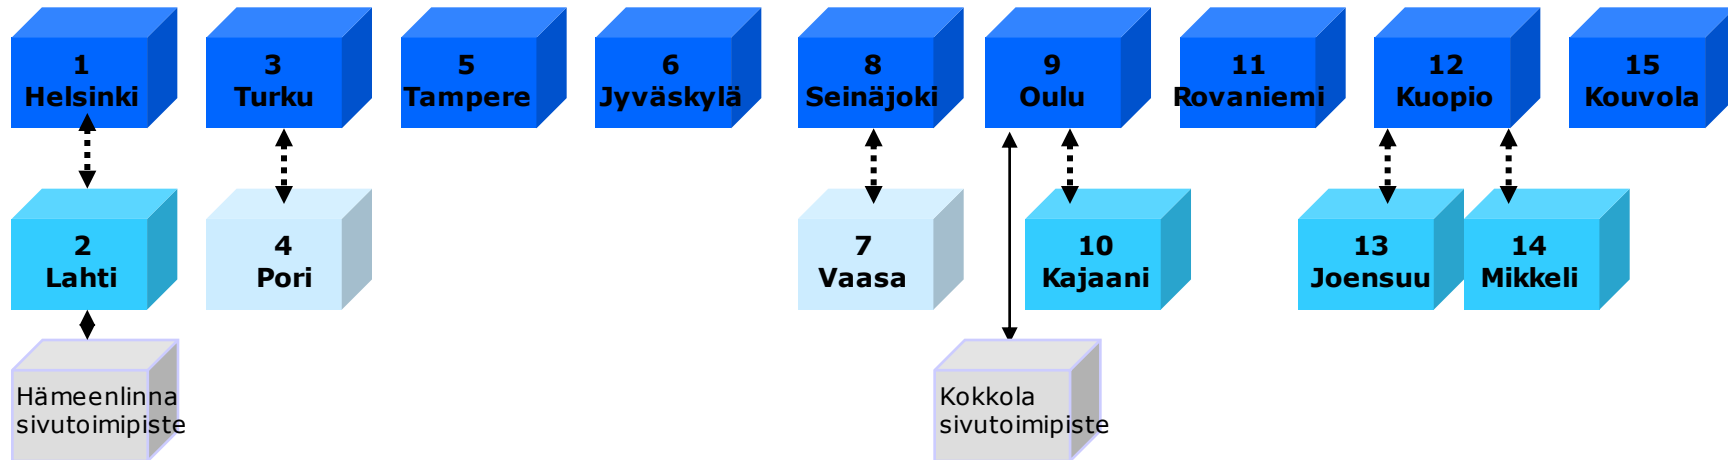 1
Helsinki
3
Turku
5
Tampere
6
Jyväskylä
8
Seinäjoki
9
Oulu
11
Rovaniemi
12
Kuopio
15
Kouvola
2
Lahti
4
Pori
7
Vaasa
10
Kajaani
13
Joensuu
14
Mikkeli
Hämeenlinna
sivutoimipiste
Kokkola
sivutoimipiste